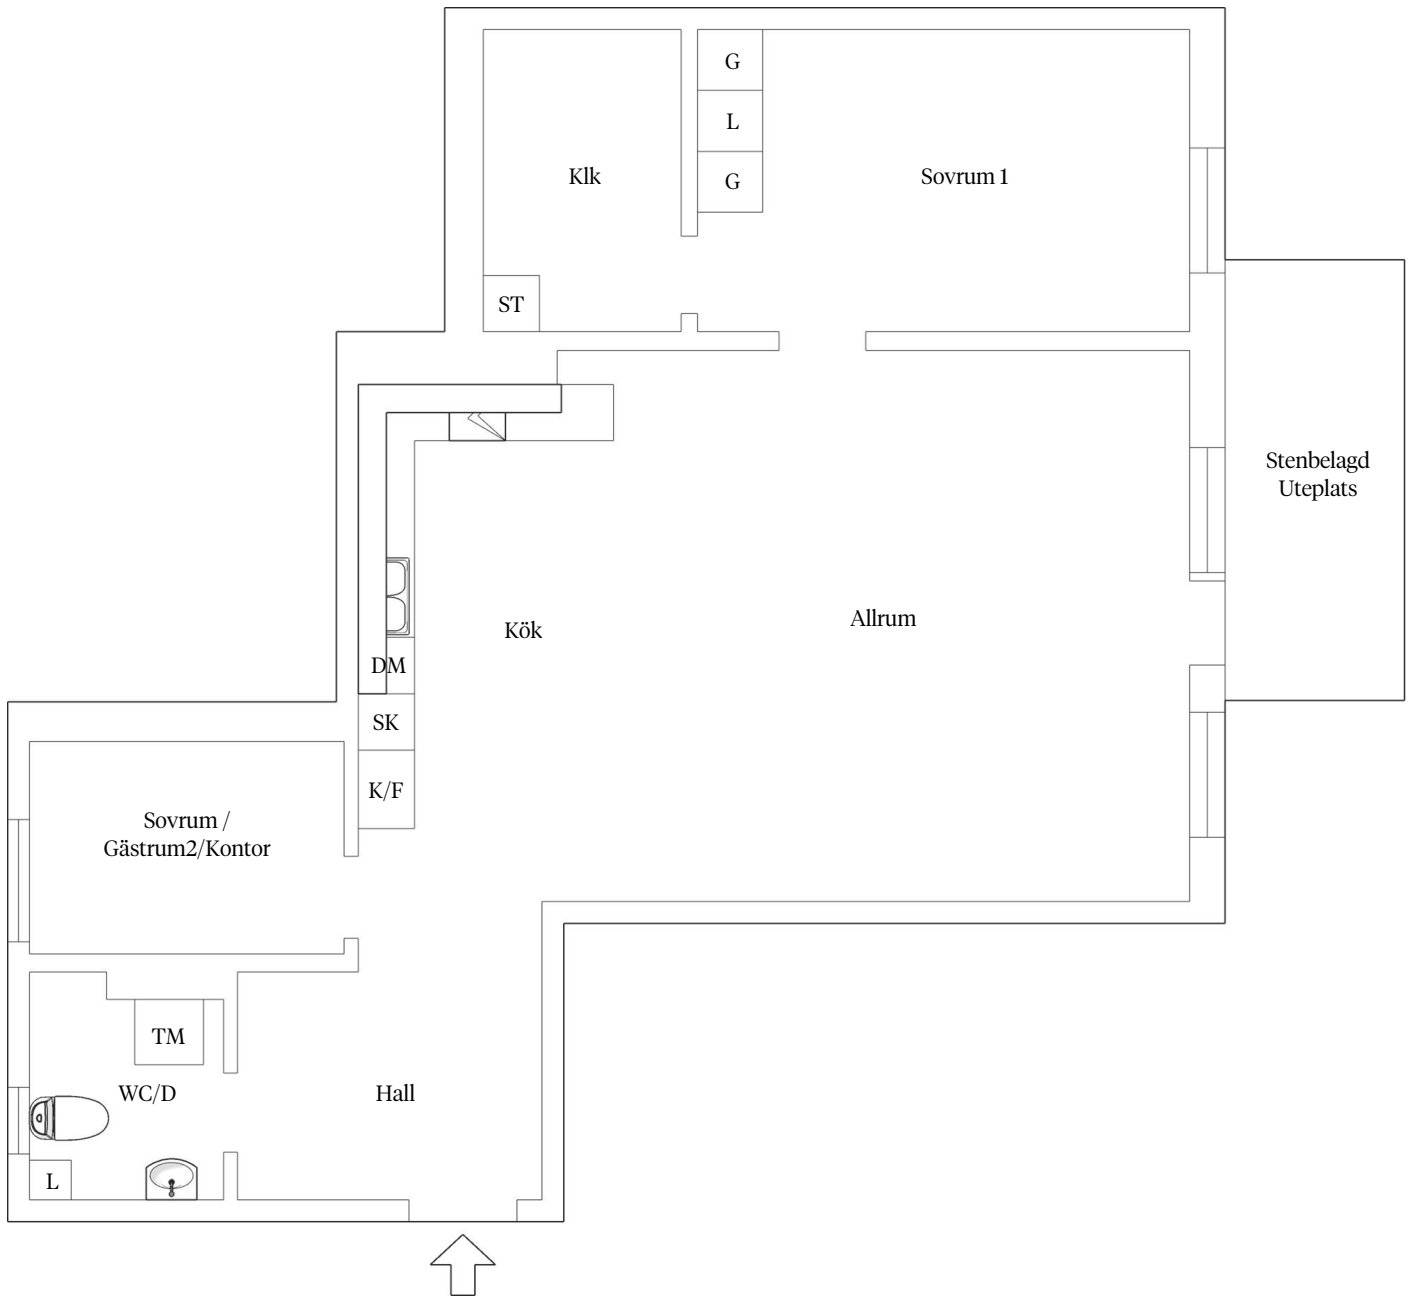 G
L
G
Klk
Sovrum 1
ST
Stenbelagd
Uteplats
Kök
Allrum
DM
SK
K/F
Sovrum /
Gästrum2/Kontor
TM
WC/D
Hall
L